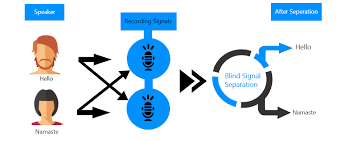 Speaker
Recording Signals
After Seperation
Hello
Namaste
Blind Signal
Separation
Hello
Namaste